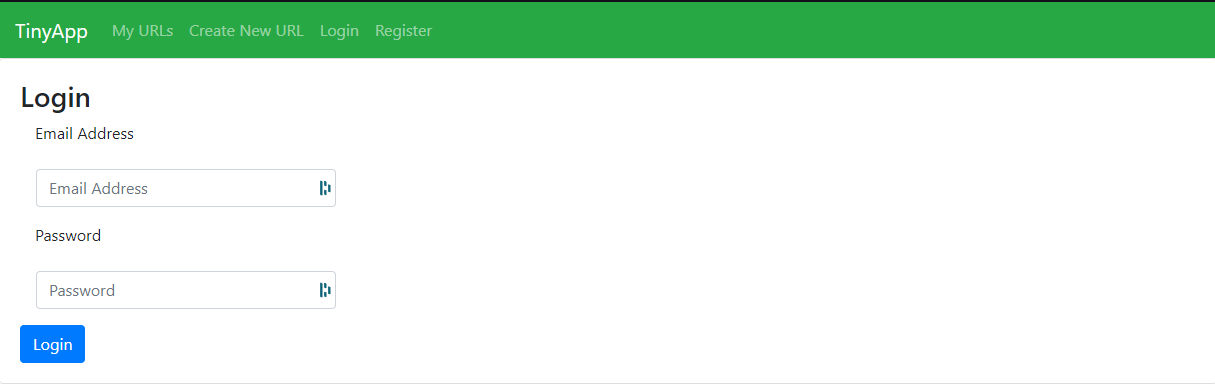 TinyApp My URLs Create New URL Login Register
Login
Email Address
Email Address
Password
Password
Login